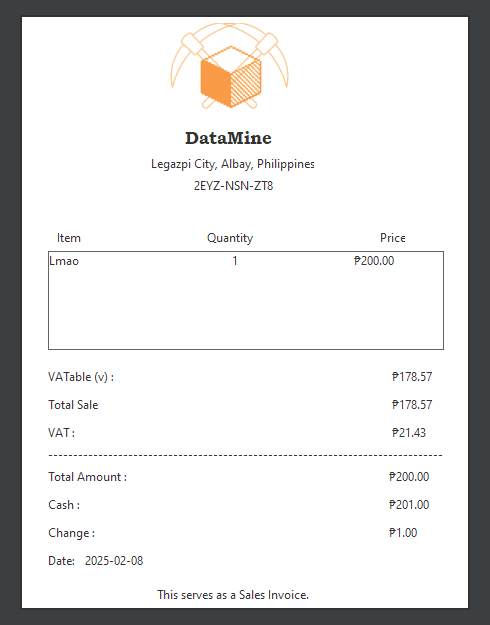 DataMine
Legazpi City, Albay, Philippines
2EYZ-NSN-ZT8
Item Quantity Price
Lmao 1 ₱200.00
VATable (v) : ₱178.57
Total Sale ₱178.57
VAT : ₱21.43
Total Amount : ₱200.00
Cash : ₱201.00
Change : ₱1.00
Date: 2025-02-08
This serves as a Sales Invoice.